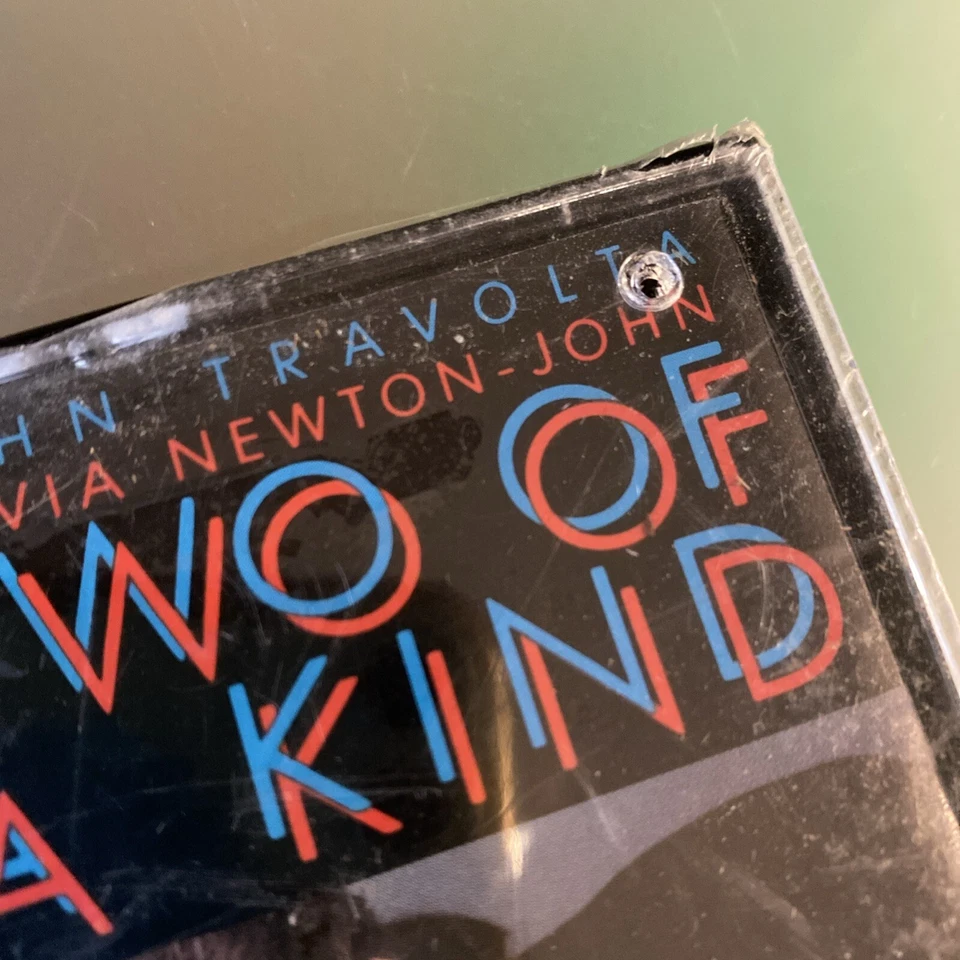 HN TRAVOLTA
VIA NEWTON-JOHN
WO OF
A KIND